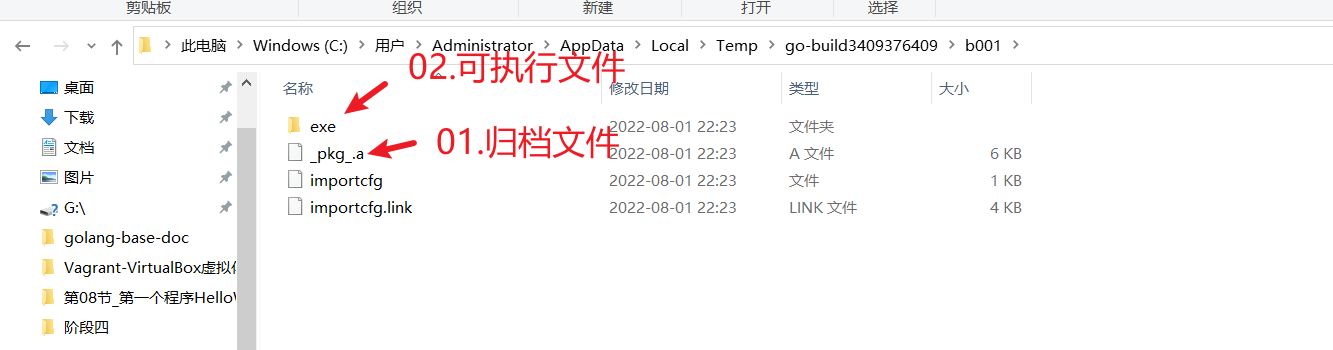 剪贴板 组织 新建 打开 选择
此电脑 Windows (C:) 用户 Administrator AppData Local Temp go-build3409376409 b001
02.可执行文件
桌面 名称 修改日期 类型 大小
下载 exe 2022-08-01 22:23 文件夹
01.归档文件
文档 _pkg_.a 2022-08-01 22:23 A 文件 6 KB
图片 importcfg 2022-08-01 22:23 文件 1 KB
G:\ importcfg.link 2022-08-01 22:23 LINK 文件 4 KB
golang-base-doc
Vagrant-VirtualBox虚拟
第08节_第一个程序Hello
阶段四